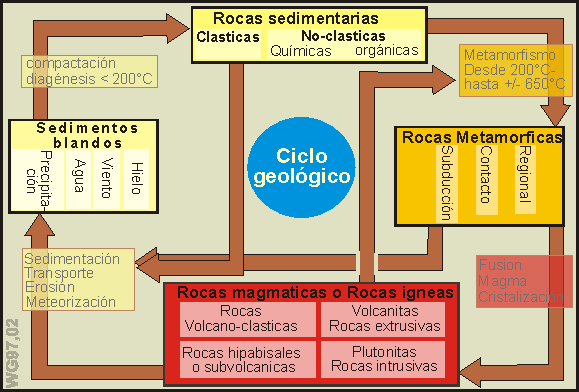 Rocas sedimentarias
Clasticas
No-clasticas
Químicas orgánicas
compactación
diagénesis < 200°C
Metamorfismo
Desde 200°C-
hasta +/- 650°C
Sedimentos
blandos
Precipita-
ción
Agua
Viento
Hielo
Ciclo
geológico
Rocas Metamorficas
Subducción
Contacto
Regional
Sedimentación
Transporte
Erosión
Meteorización
Fusion
Magma
Cristalización
Rocas magmaticas o Rocas igneas
Rocas
Volcano-clasticas
Volcanitas
Rocas extrusivas
Rocas hipabisales
o subvolcanicas
Plutonitas
Rocas intrusivas
WG97,02